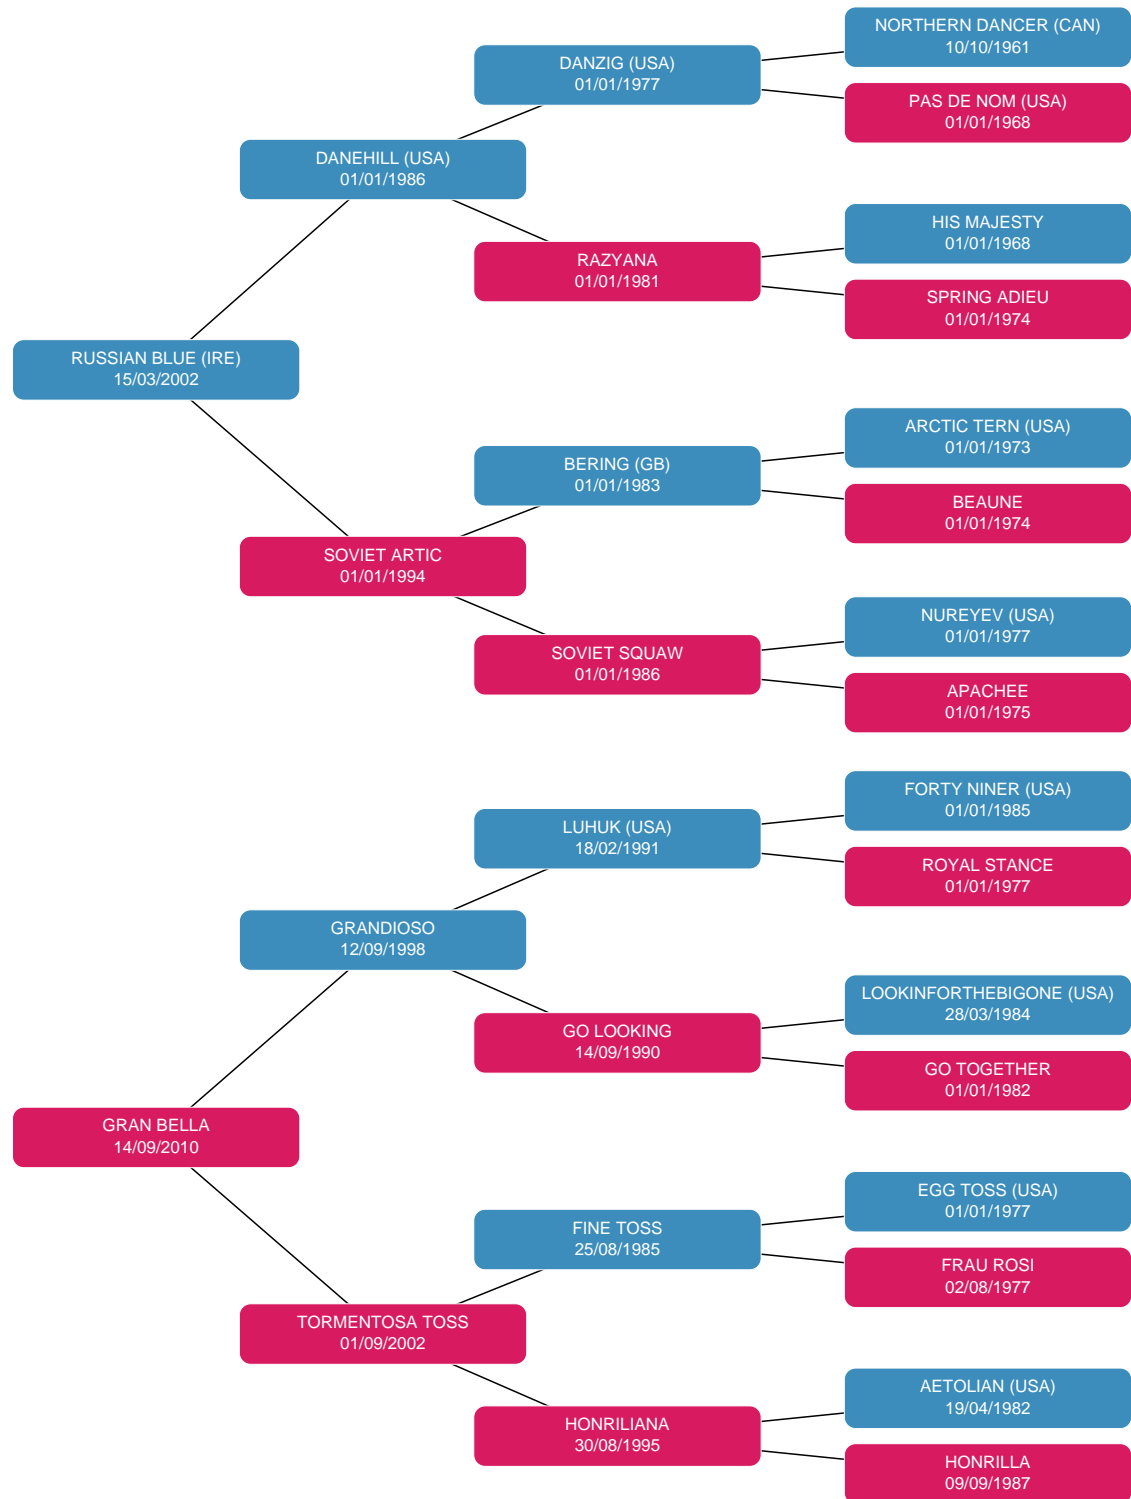 NORTHERN DANCER (CAN)
10/10/1961
DANZIG (USA)
01/01/1977
PAS DE NOM (USA)
01/01/1968
DANEHILL (USA)
01/01/1986
HIS MAJESTY
01/01/1968
RAZYANA
01/01/1981
SPRING ADIEU
01/01/1974
RUSSIAN BLUE (IRE)
15/03/2002
ARCTIC TERN (USA)
01/01/1973
BERING (GB)
01/01/1983
BEAUNE
01/01/1974
SOVIET ARTIC
01/01/1994
NUREYEV (USA)
01/01/1977
SOVIET SQUAW
01/01/1986
APACHEE
01/01/1975
FORTY NINER (USA)
01/01/1985
LUHUK (USA)
18/02/1991
ROYAL STANCE
01/01/1977
GRANDIOSO
12/09/1998
LOOKINFORTHEBIGONE (USA)
28/03/1984
GO LOOKING
14/09/1990
GO TOGETHER
01/01/1982
GRAN BELLA
14/09/2010
EGG TOSS (USA)
01/01/1977
FINE TOSS
25/08/1985
FRAU ROSI
02/08/1977
TORMENTOSA TOSS
01/09/2002
AETOLIAN (USA)
19/04/1982
HONRILIANA
30/08/1995
HONRILLA
09/09/1987